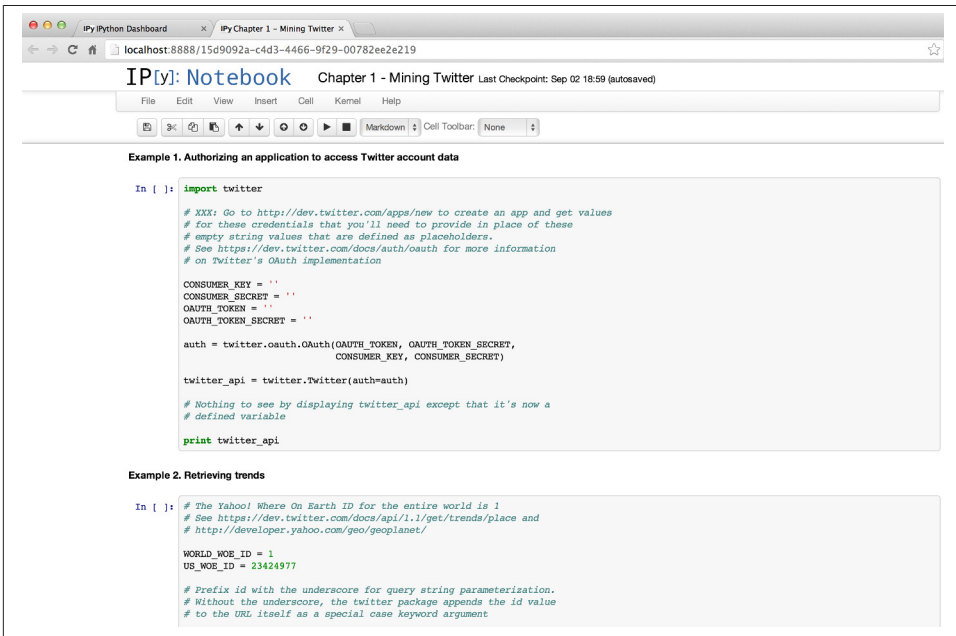 IPy IPython Dashboard × IPy Chapter 1 – Mining Twitter ×
localhost:8888/15d9092a-c4d3-4466-9f29-00782ee2e219
IP[y]: Notebook Chapter 1 - Mining Twitter Last Checkpoint: Sep 02 18:59 (autosaved)
File Edit View Insert Cell Kernel Help
Markdown Cell Toolbar: None
Example 1. Authorizing an application to access Twitter account data
In [ ]: import twitter
# XXX: Go to http://dev.twitter.com/apps/new to create an app and get values
# for these credentials that you'll need to provide in place of these
# empty string values that are defined as placeholders.
# See https://dev.twitter.com/docs/auth/oauth for more information
# on Twitter's OAuth implementation
CONSUMER_KEY = ''
CONSUMER_SECRET = ''
OAUTH_TOKEN = ''
OAUTH_TOKEN_SECRET = ''
auth = twitter.oauth.OAuth(OAUTH_TOKEN, OAUTH_TOKEN_SECRET,
CONSUMER_KEY, CONSUMER_SECRET)
twitter_api = twitter.Twitter(auth=auth)
# Nothing to see by displaying twitter_api except that it's now a
# defined variable
print twitter_api
Example 2. Retrieving trends
In [ ]: # The Yahoo! Where On Earth ID for the entire world is 1
# See https://dev.twitter.com/docs/api/1.1/get/trends/place and
# http://developer.yahoo.com/geo/geoplanet/
WORLD_WOE_ID = 1
US_WOE_ID = 23424977
# Prefix id with the underscore for query string parameterization.
# Without the underscore, the twitter package appends the id value
# to the URL itself as a special case keyword argument